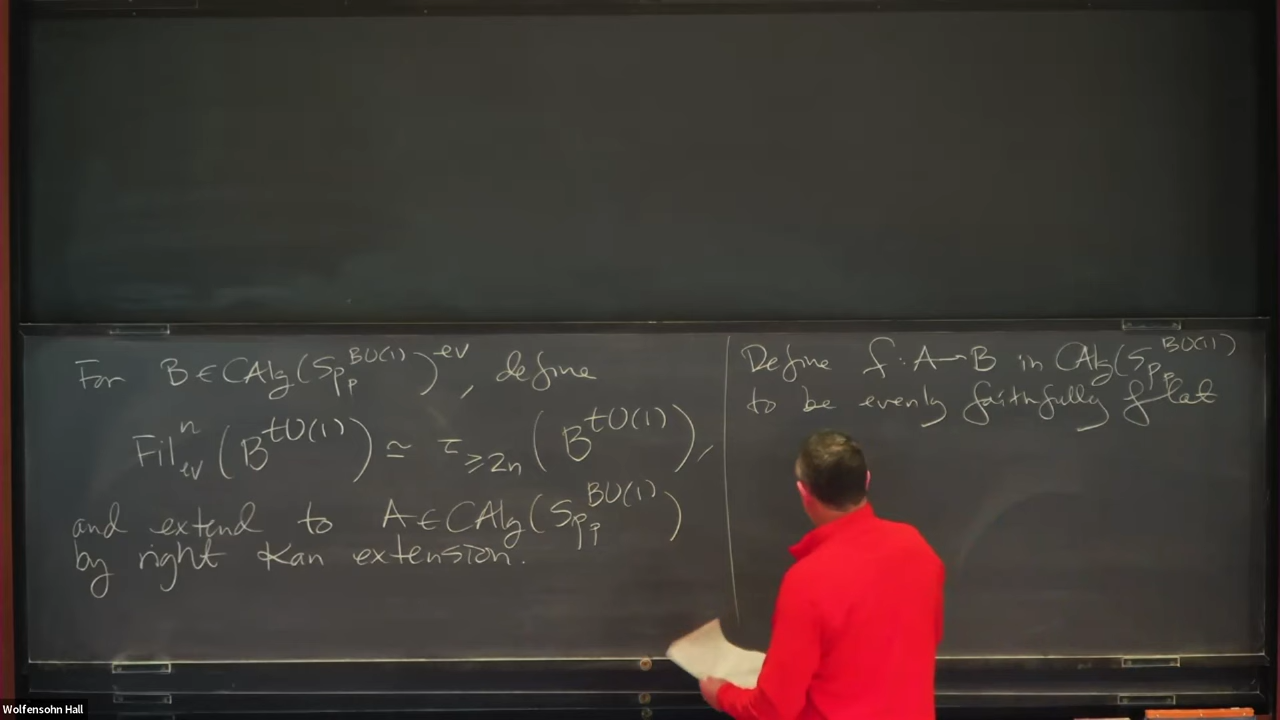 For B ∈ CAlg(Sp_p^{BU(1)})^{ev}, define
Fil^n_{ev}(B^{tU(1)}) ≃ τ_{≥2n}(B^{tU(1)}),
and extend to A ∈ CAlg(Sp_p^{BU(1)})
by right Kan extension.
Define f: A → B in CAlg(Sp_p^{BU(1)})
to be evenly faithfully flat
Wolfensohn Hall